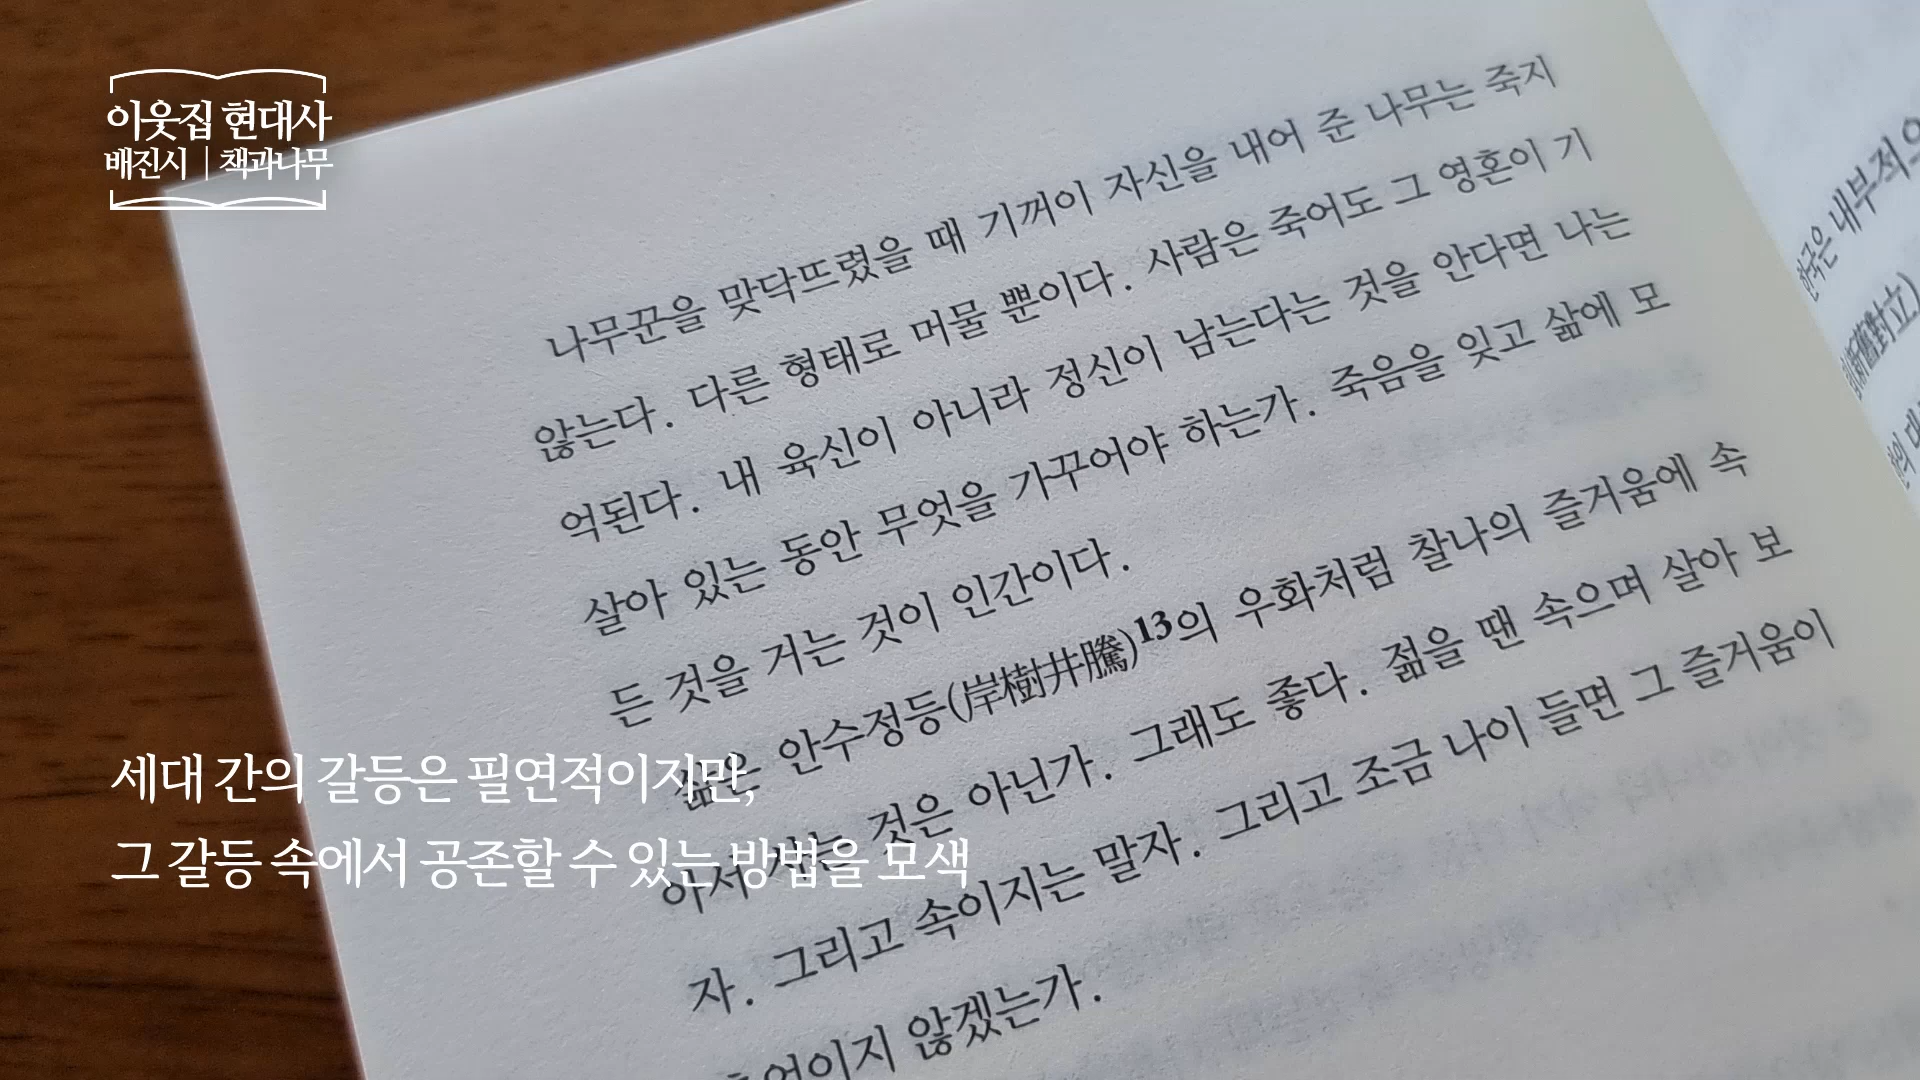 이웃집 현대사
배진시 | 책과나무
나무꾼을 맞닥뜨렸을 때 기꺼이 자신을 내어 준 나무는 죽지
않는다. 다른 형태로 머물 뿐이다. 사람은 죽어도 그 영혼이 기
억된다. 내 육신이 아니라 정신이 남는다는 것을 안다면 나는
살아 있는 동안 무엇을 가꾸어야 하는가. 죽음을 잊고 삶에 모
든 것을 거는 것이 인간이다.
삶은 안수정등(岸樹井騰)13의 우화처럼 찰나의 즐거움에 속
아서 사는 것은 아닌가. 그래도 좋다. 젊을 땐 속으며 살아 보
자. 그리고 속이지는 말자. 그리고 조금 나이 들면 그 즐거움이
않겠는가.
한국은 내부적으
세대 간의 갈등은 필연적이지만,
그 갈등 속에서 공존할 수 있는 방법을 모색